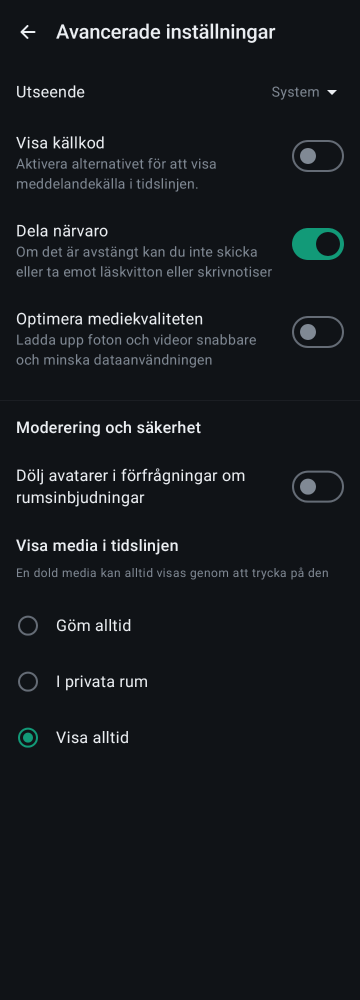 Avancerade inställningar
Utseende
System
Visa källkod
Aktivera alternativet för att visa
meddelandekälla i tidslinjen.
Dela närvaro
Om det är avstängt kan du inte skicka
eller ta emot läskvitton eller skrivnotiser
Optimera mediekvaliteten
Ladda upp foton och videor snabbare
och minska dataanvändningen
Moderering och säkerhet
Dölj avatarer i förfrågningar om
rumsinbjudningar
Visa media i tidslinjen
En dold media kan alltid visas genom att trycka på den
Göm alltid
I privata rum
Visa alltid